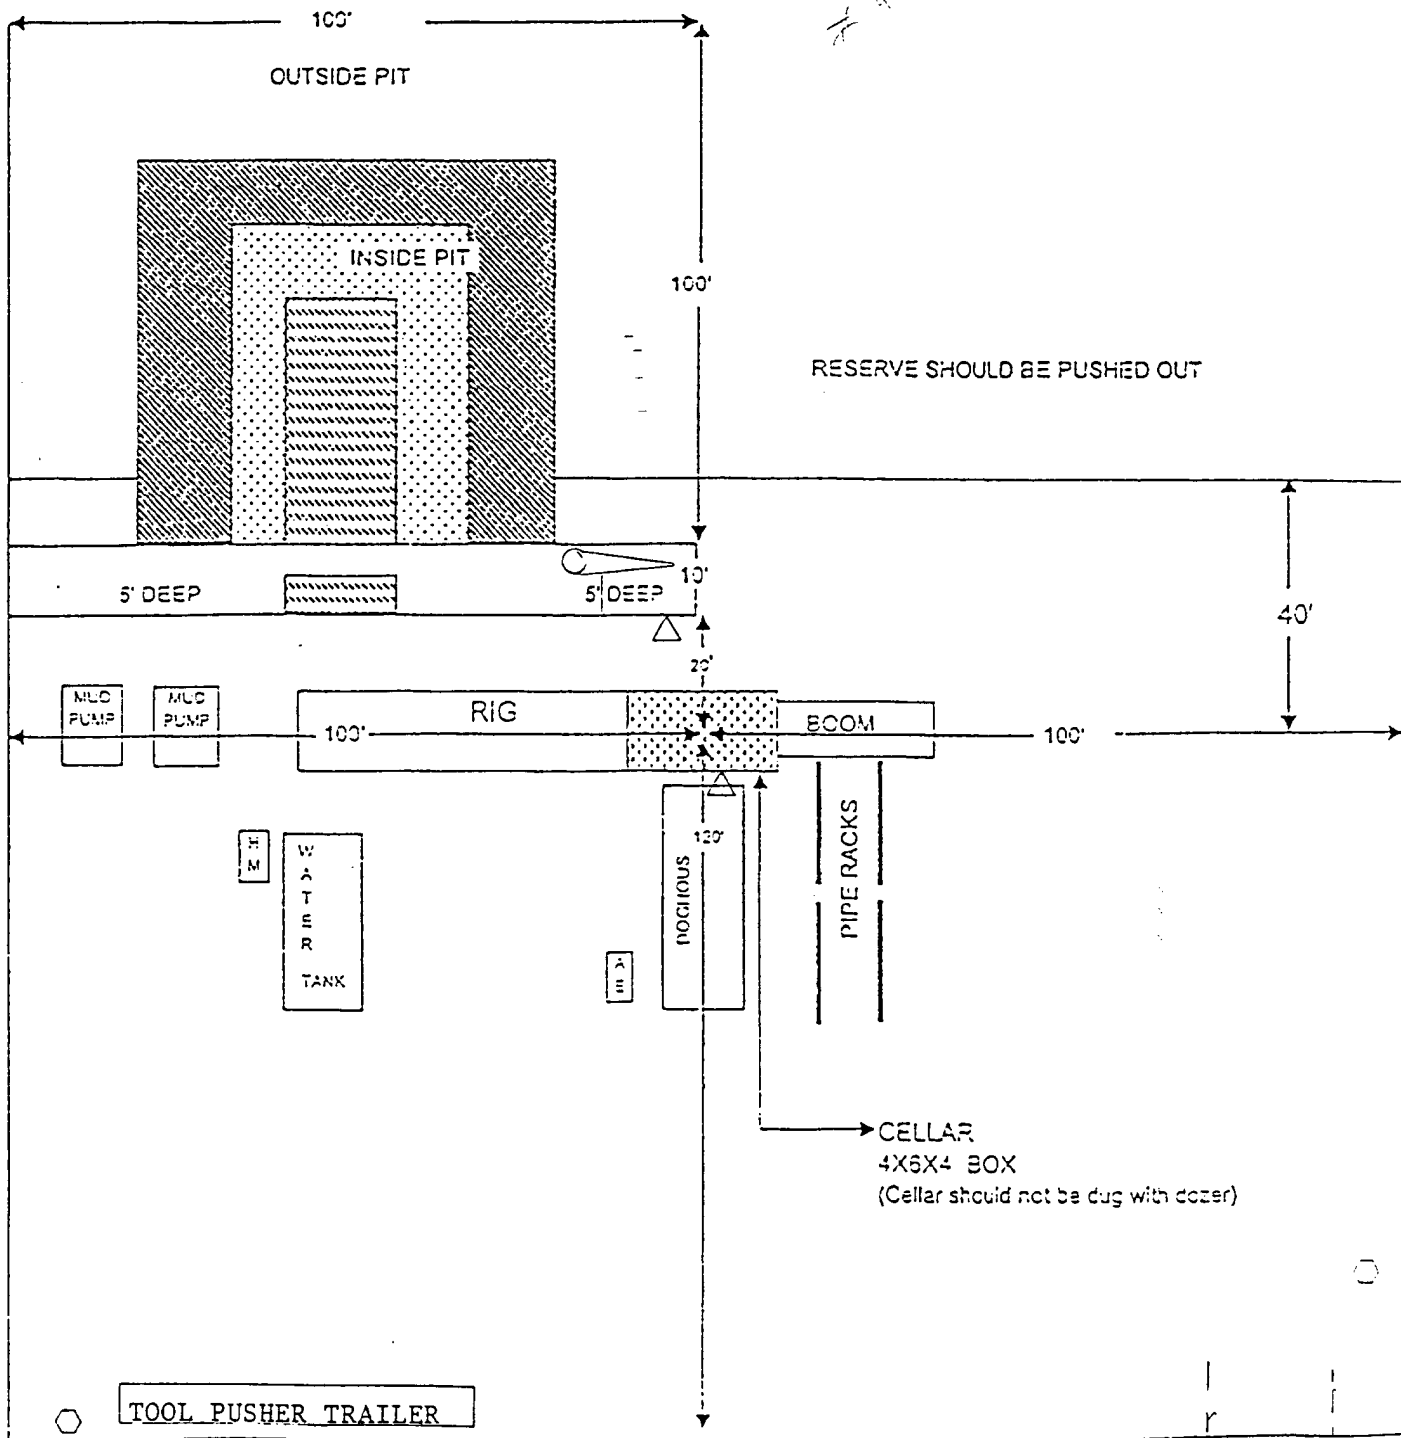 100'
OUTSIDE PIT
INSIDE PIT
100'
RESERVE SHOULD BE PUSHED OUT
10'
5' DEEP
5' DEEP
40'
20'
MUD
PUMP
MUD
PUMP
RIG
BOOM
100'
100'
H
M
W
A
T
E
R
TANK
120'
DOGHOUS
PIPE RACKS
A
E
CELLAR
4X6X4 BOX
(Cellar should not be dug with dozer)
TOOL PUSHER TRAILER
r